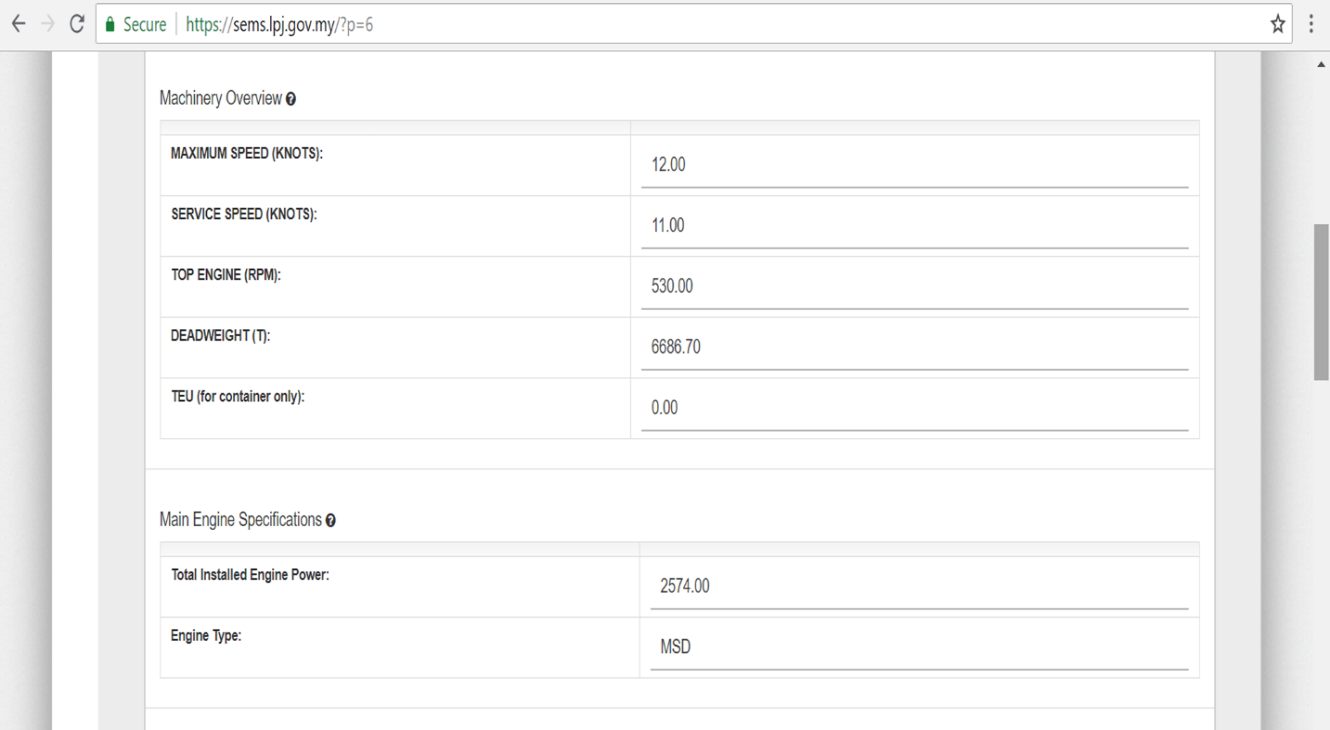 Secure https://sems.lpj.gov.my/?p=6
Machinery Overview
MAXIMUM SPEED (KNOTS): 12.00
SERVICE SPEED (KNOTS): 11.00
TOP ENGINE (RPM): 530.00
DEADWEIGHT (T): 6686.70
TEU (for container only): 0.00
Main Engine Specifications
Total Installed Engine Power: 2574.00
Engine Type: MSD